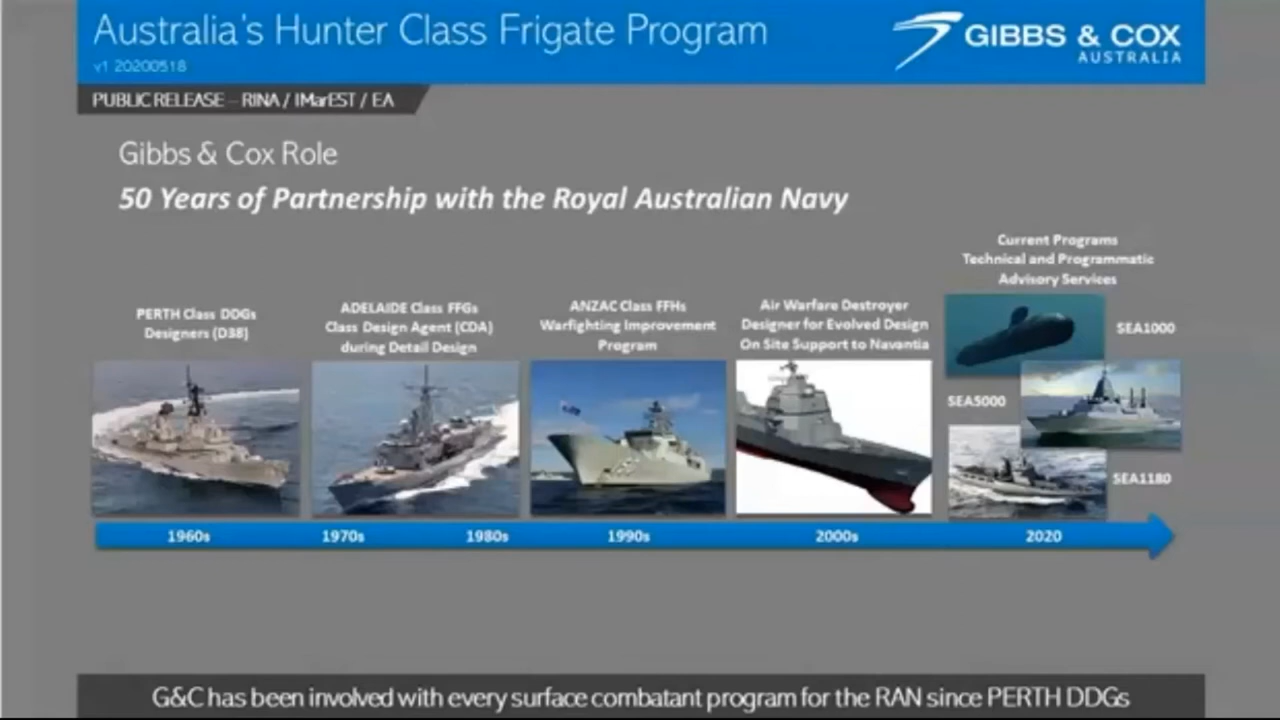 Australia's Hunter Class Frigate Program
v1 20200518
GIBBS & COX
AUSTRALIA
PUBLIC RELEASE – RINA / IMarEST / EA
Gibbs & Cox Role
50 Years of Partnership with the Royal Australian Navy
PERTH Class DDGs
Designers (D38)
ADELAIDE Class FFGs
Class Design Agent (CDA)
during Detail Design
ANZAC Class FFHs
Warfighting Improvement
Program
Air Warfare Destroyer
Designer for Evolved Design
On Site Support to Navantia
Current Programs
Technical and Programmatic
Advisory Services
SEA1000
SEA5000
SEA1180
1960s
1970s
1980s
1990s
2000s
2020
G&C has been involved with every surface combatant program for the RAN since PERTH DDGs